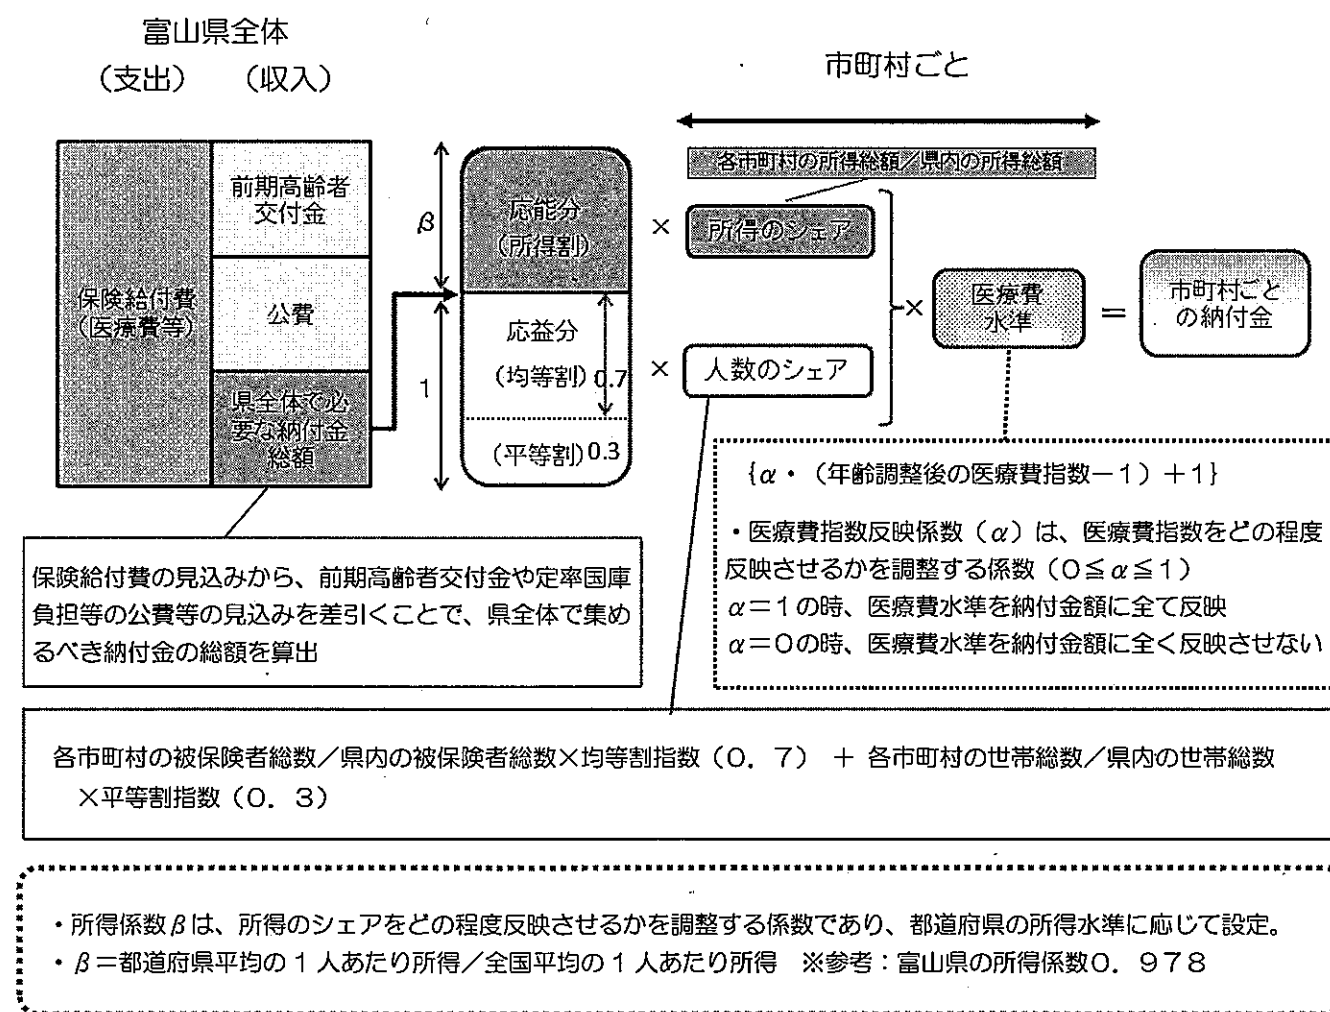 富山県全体
（支出）　（収入）
市町村ごと
各市町村の所得総額／県内の所得総額
保険給付費
（医療費等）
前期高齢者
交付金
公費
県全体で必
要な納付金
総額
β
1
応能分
（所得割）
応益分
（均等割）0.7
（平等割）0.3
×
所得のシェア
×
人数のシェア
×
医療費
水準
＝
市町村ごと
の納付金
｛α・（年齢調整後の医療費指数－１）＋１｝
・医療費指数反映係数（α）は、医療費指数をどの程度
反映させるかを調整する係数（０≦α≦１）
α＝１の時、医療費水準を納付金額に全て反映
α＝０の時、医療費水準を納付金額に全く反映させない
保険給付費の見込みから、前期高齢者交付金や定率国庫
負担等の公費等の見込みを差引くことで、県全体で集め
るべき納付金の総額を算出
各市町村の被保険者総数／県内の被保険者総数×均等割指数（０．７）　＋　各市町村の世帯総数／県内の世帯総数
×平等割指数（０．３）
・所得係数βは、所得のシェアをどの程度反映させるかを調整する係数であり、都道府県の所得水準に応じて設定。
・β＝都道府県平均の１人あたり所得／全国平均の１人あたり所得　※参考：富山県の所得係数０．９７８